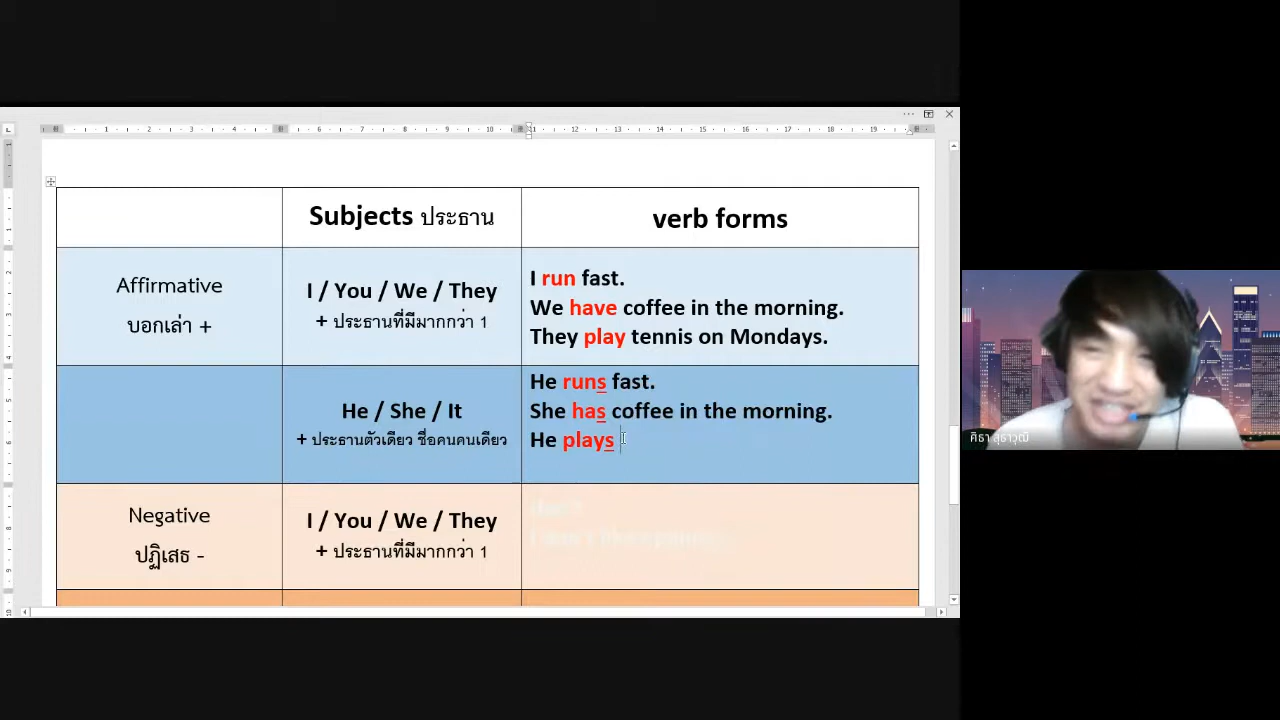 Subjects ประธาน
verb forms
Affirmative
บอกเล่า +
I / You / We / They
+ ประธานที่มีมากกว่า 1
I run fast.
We have coffee in the morning.
They play tennis on Mondays.
He / She / It
+ ประธานตัวเดียว ชื่อคนคนเดียว
He runs fast.
She has coffee in the morning.
He plays
Negative
ปฏิเสธ -
I / You / We / They
+ ประธานที่มีมากกว่า 1
ศิธา สุธาวุฒิ